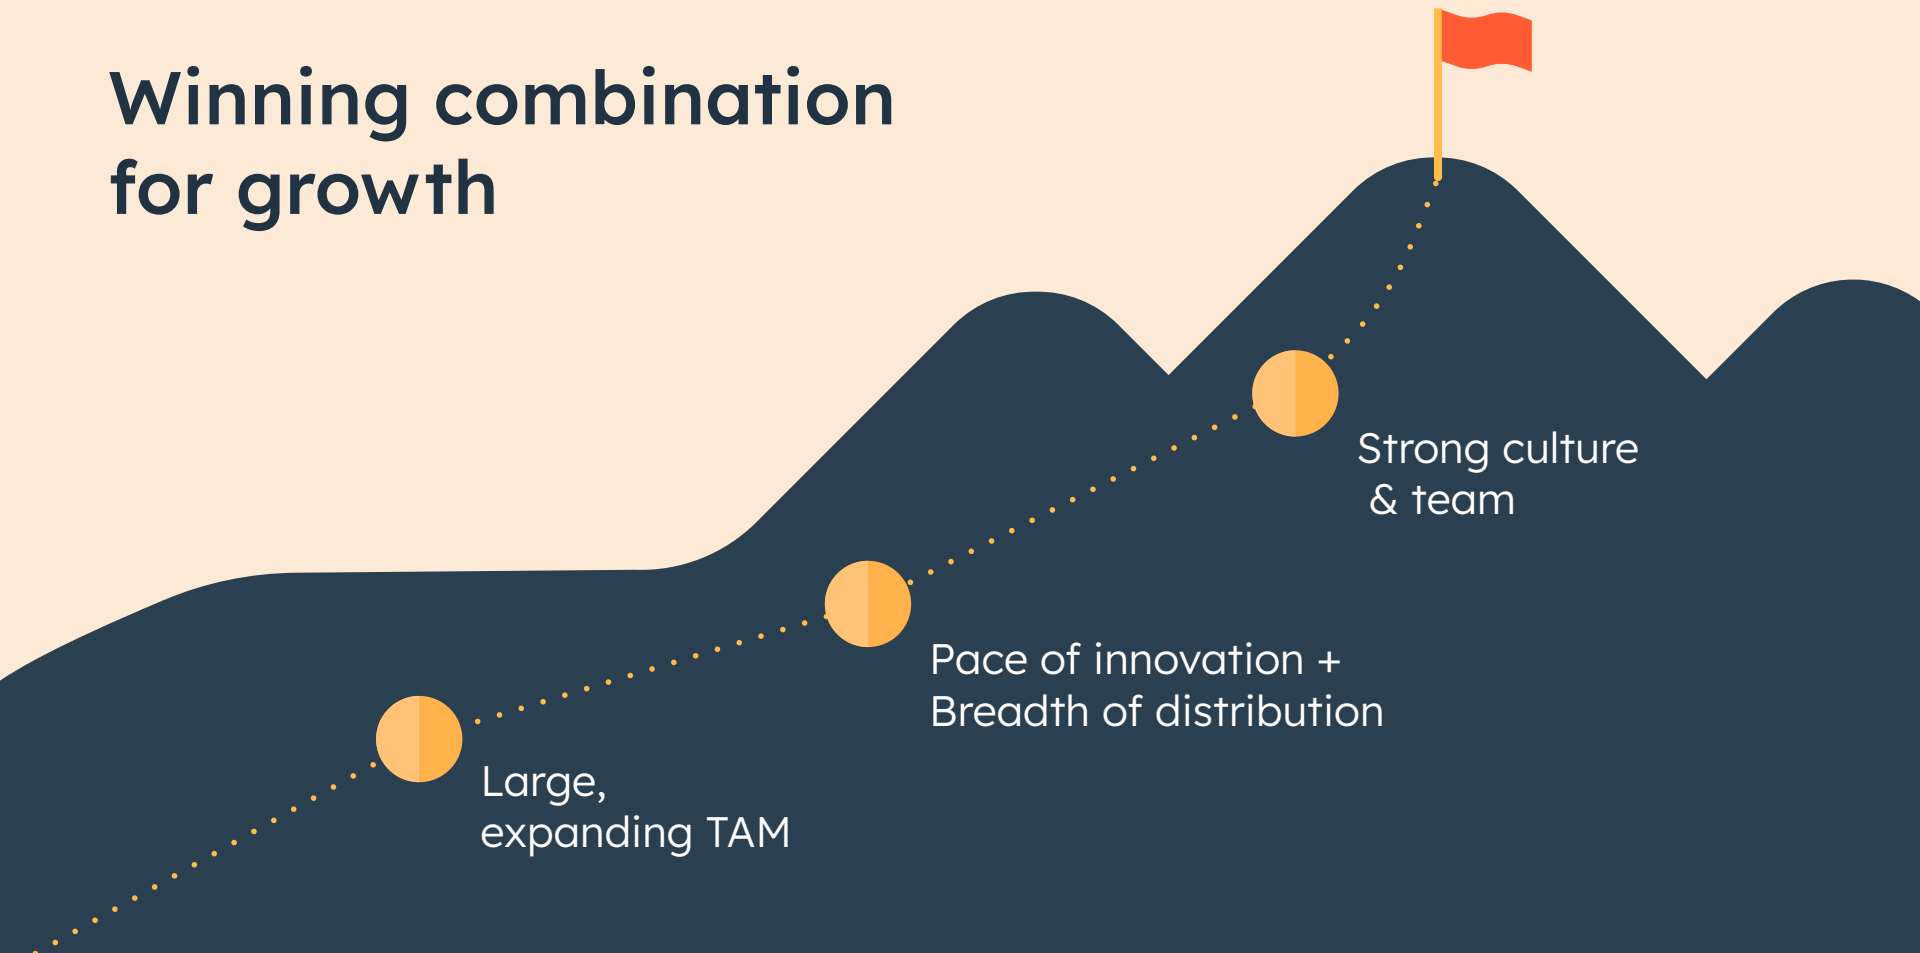 Winning combination
for growth
Strong culture
& team
Pace of innovation +
Breadth of distribution
Large,
expanding TAM